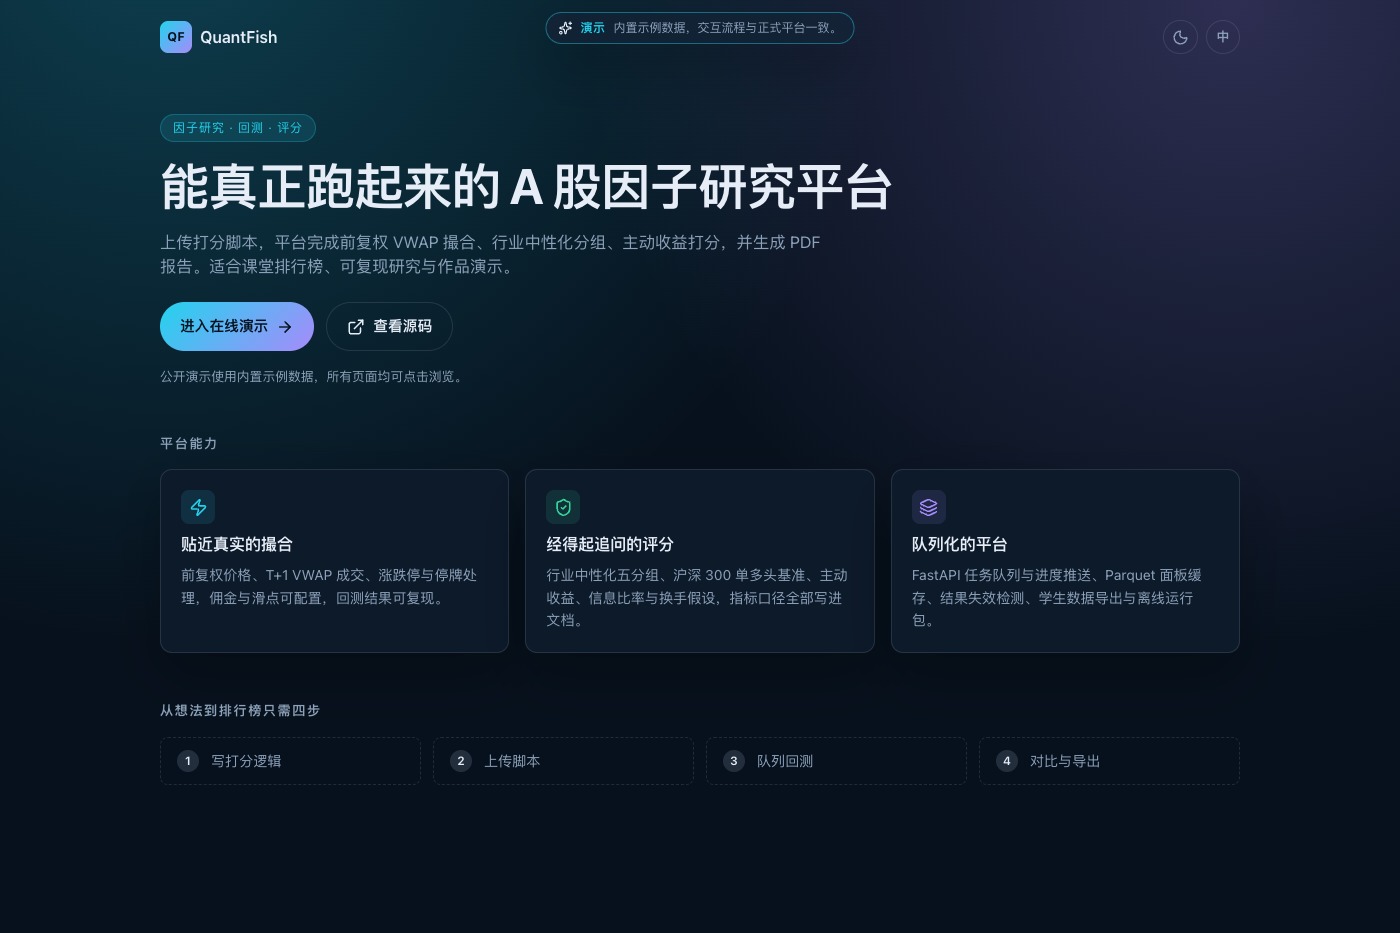 QF QuantFish
演示 内置示例数据，交互流程与正式平台一致。
中
因子研究 · 回测 · 评分
能真正跑起来的 A 股因子研究平台
上传打分脚本，平台完成前复权 VWAP 撮合、行业中性化分组、主动收益打分，并生成 PDF
报告。适合课堂排行榜、可复现研究与作品演示。
进入在线演示
查看源码
公开演示使用内置示例数据，所有页面均可点击浏览。
平台能力
贴近真实的撮合
前复权价格、T+1 VWAP 成交、涨跌停与停牌处
理，佣金与滑点可配置，回测结果可复现。
经得起追问的评分
行业中性化五分组、沪深 300 单多头基准、主动
收益、信息比率与换手假设，指标口径全部写进
文档。
队列化的平台
FastAPI 任务队列与进度推送、Parquet 面板缓
存、结果失效检测、学生数据导出与离线运行
包。
从想法到排行榜只需四步
1 写打分逻辑
2 上传脚本
3 队列回测
4 对比与导出